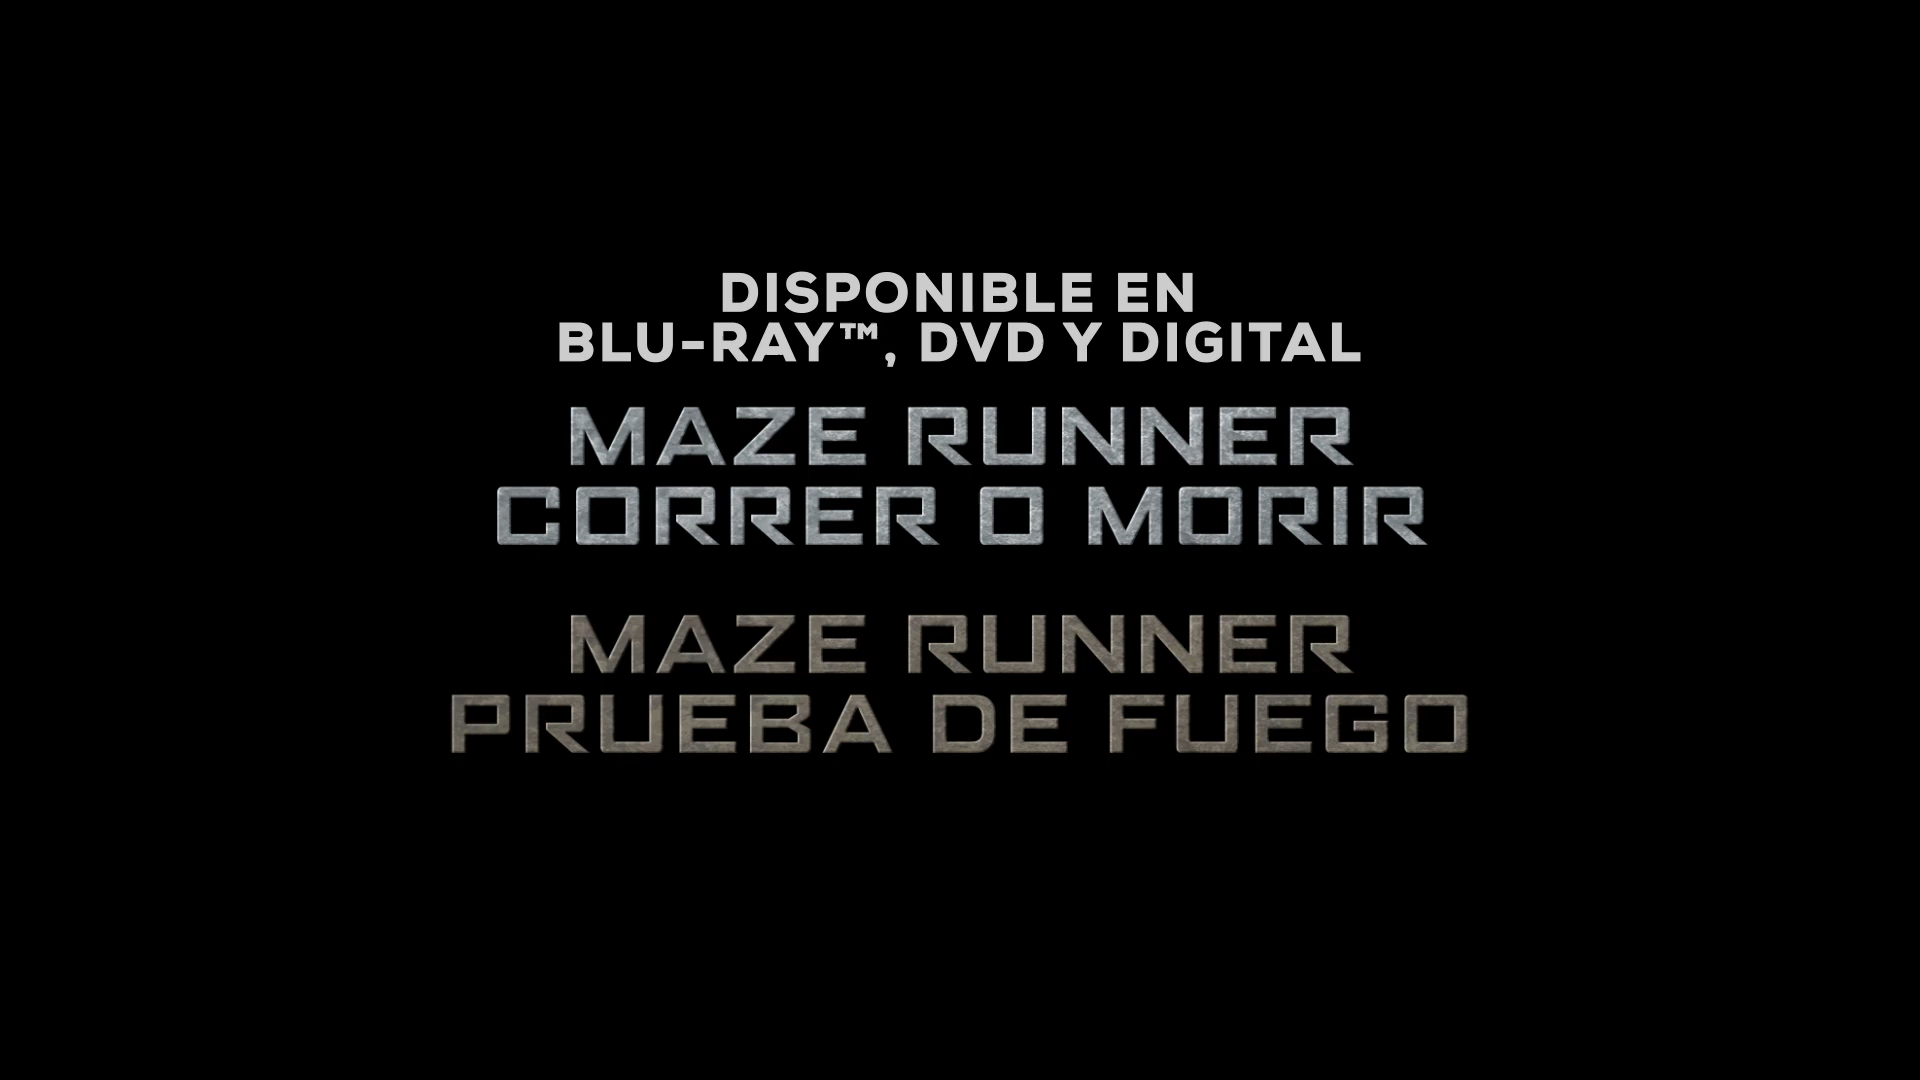 DISPONIBLE EN
BLU-RAY™, DVD Y DIGITAL
MAZE RUNNER
CORRER O MORIR
MAZE RUNNER
PRUEBA DE FUEGO